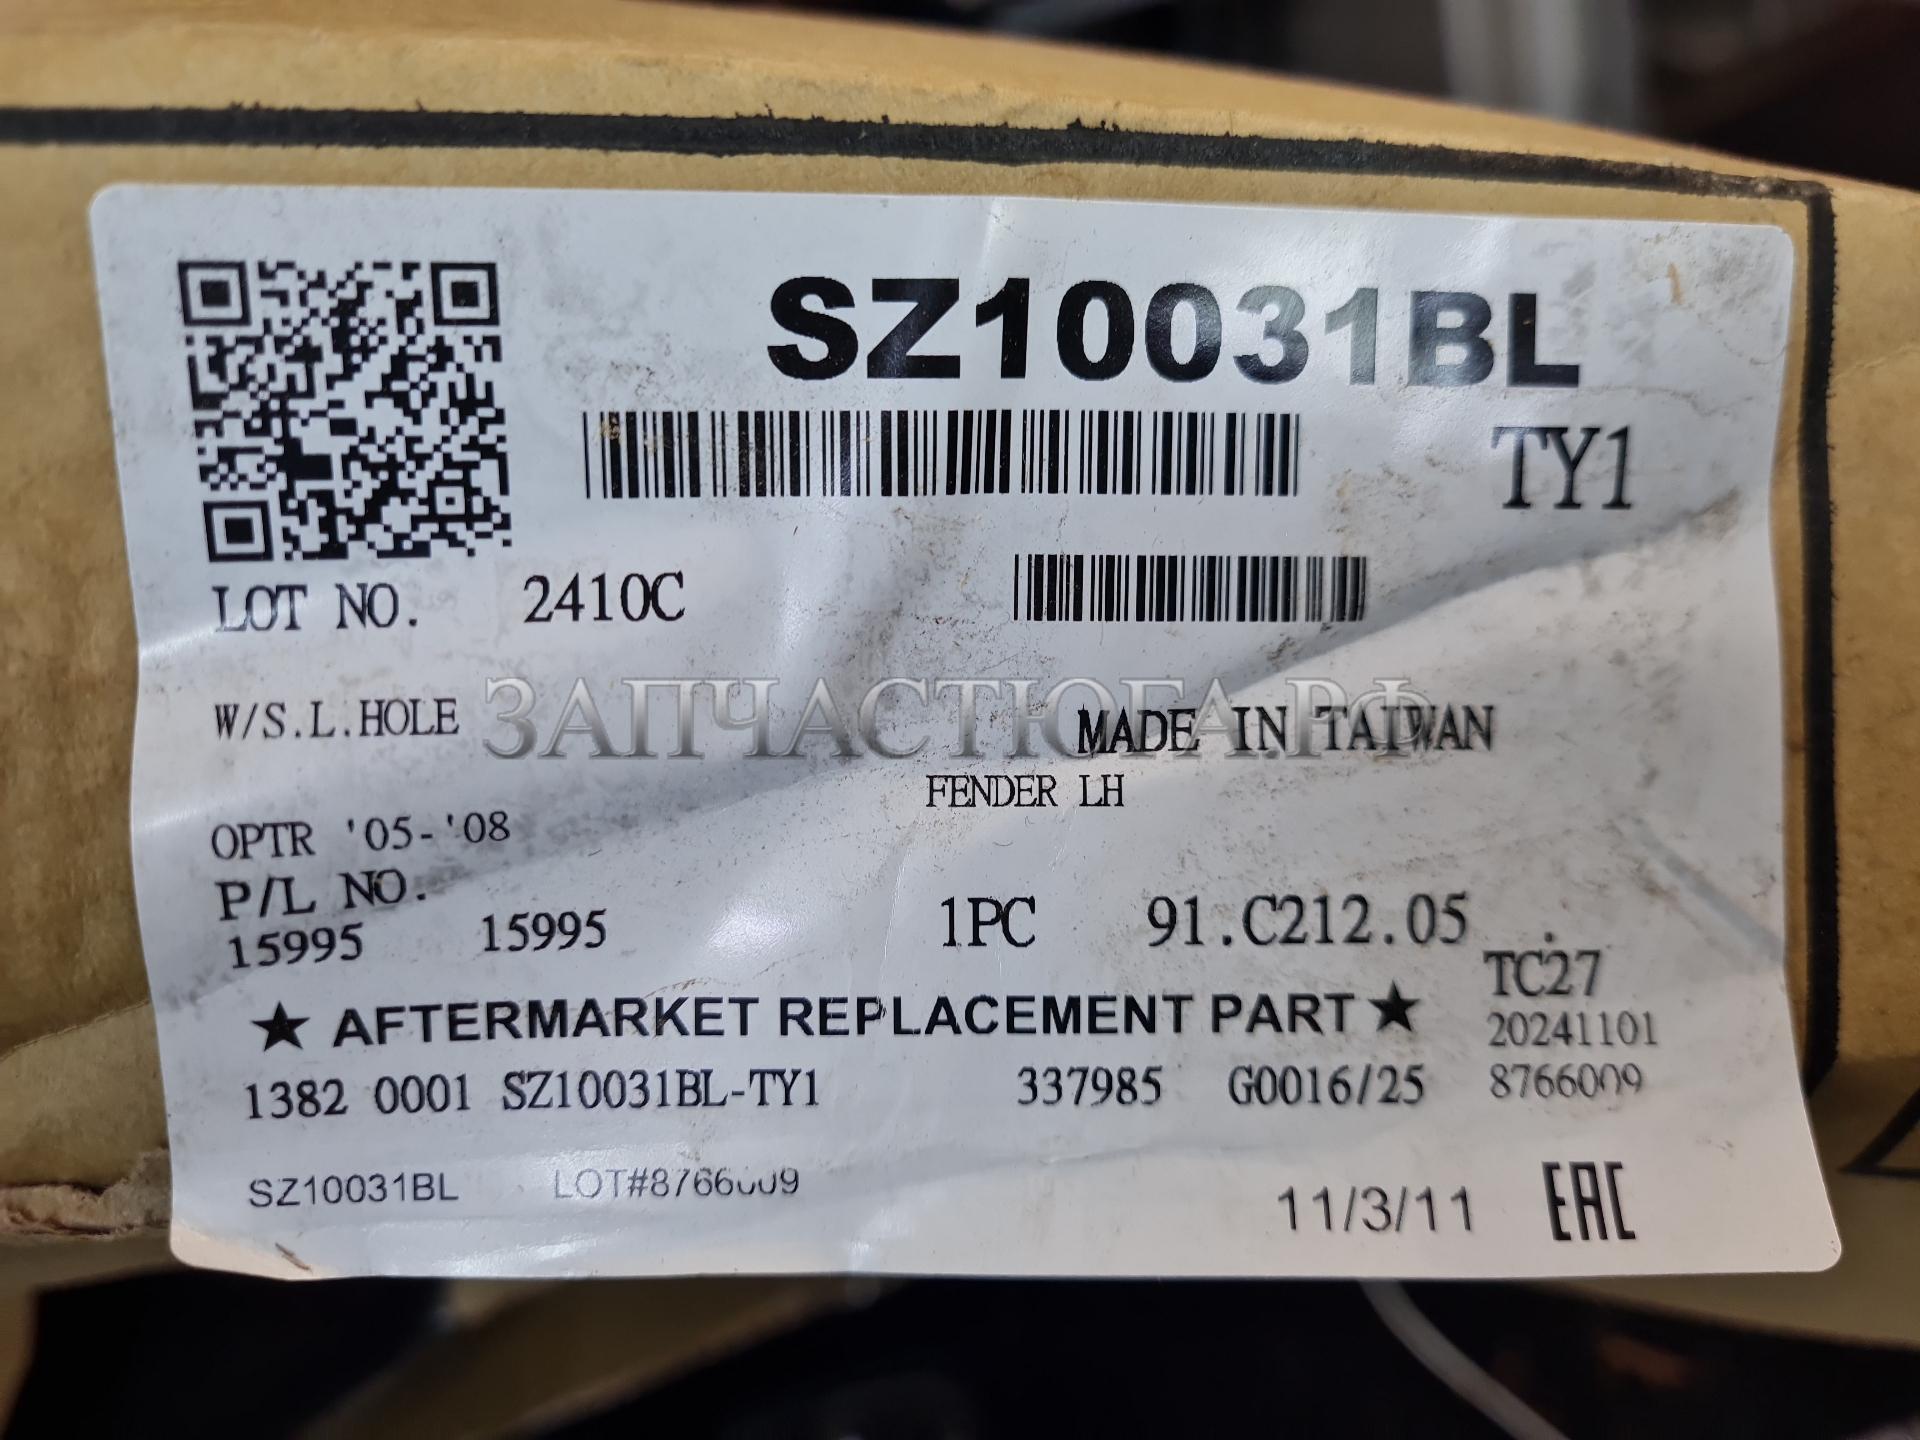 SZ10031BL
TY1
LOT NO. 2410C
W/S.L.HOLE
ЗАПЧАСТЮГА.РФ
MADE IN TAIWAN
FENDER LH
OPTR '05-'08
P/L NO.
15995 15995 1PC 91.C212.05 .
TC27
★ AFTERMARKET REPLACEMENT PART ★
20241101
1382 0001 SZ10031BL-TY1 337985 G0016/25 8766009
SZ10031BL LOT#8766009 11/3/11 EAC